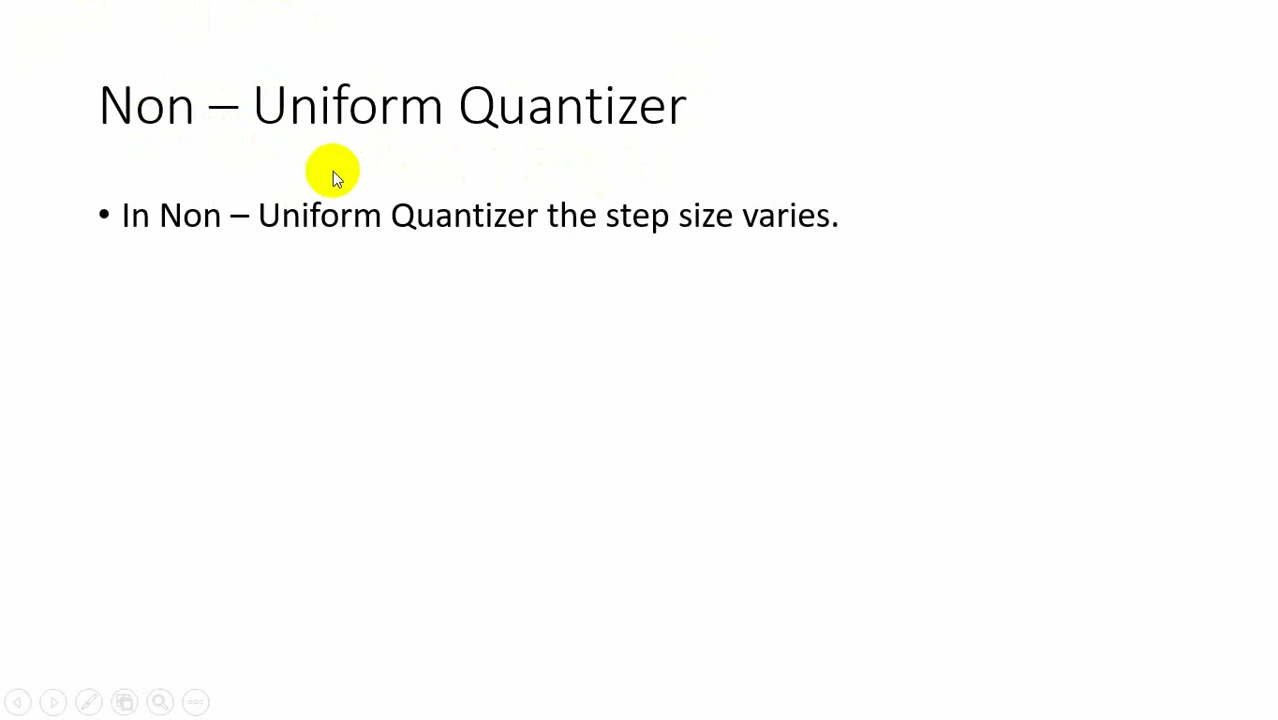 Non – Uniform Quantizer
• In Non – Uniform Quantizer the step size varies.